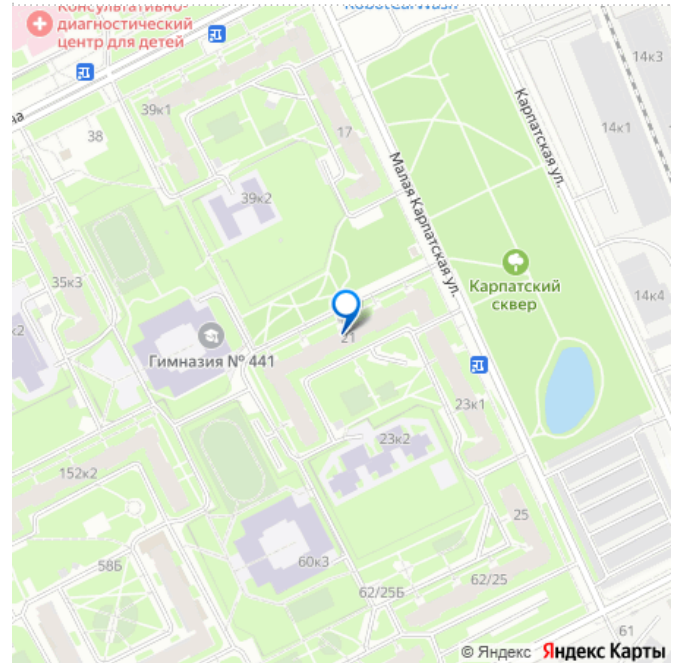 Консультативно-
диагностический
центр для детей
RobotCarWash
14к3
39к1
38
17
14к1
Карпатская ул.
Малая Карпатская ул.
39к2
35к3
Карпатский
сквер
14к4
к2
Гимназия № 441
21
23к1
23к2
152к2
25
60к3
58Б
62/25Б
62/25
61
© Яндекс Яндекс Карты